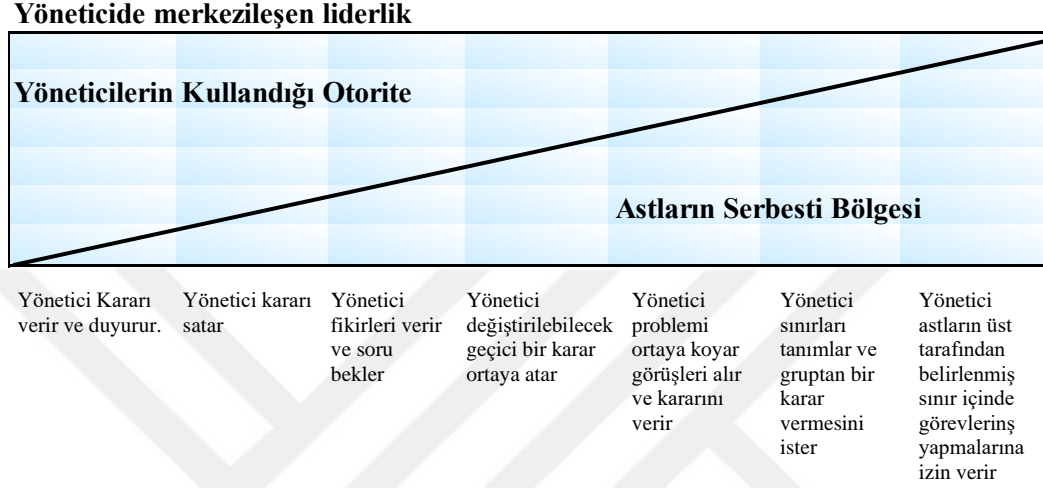 Yöneticide merkezileşen liderlik
Yöneticilerin Kullandığı Otorite
Astların Serbesti Bölgesi
Yönetici Kararı
verir ve duyurur.
Yönetici kararı
satar
Yönetici
fikirleri verir
ve soru
bekler
Yönetici
değiştirilebilecek
geçici bir karar
ortaya atar
Yönetici
problemi
ortaya koyar
görüşleri alır
ve kararını
verir
Yönetici
sınırları
tanımlar ve
gruptan bir
karar
vermesini
ister
Yönetici
astların üst
tarafından
belirlenmiş
sınır içinde
görevlerinş
yapmalarına
izin verir